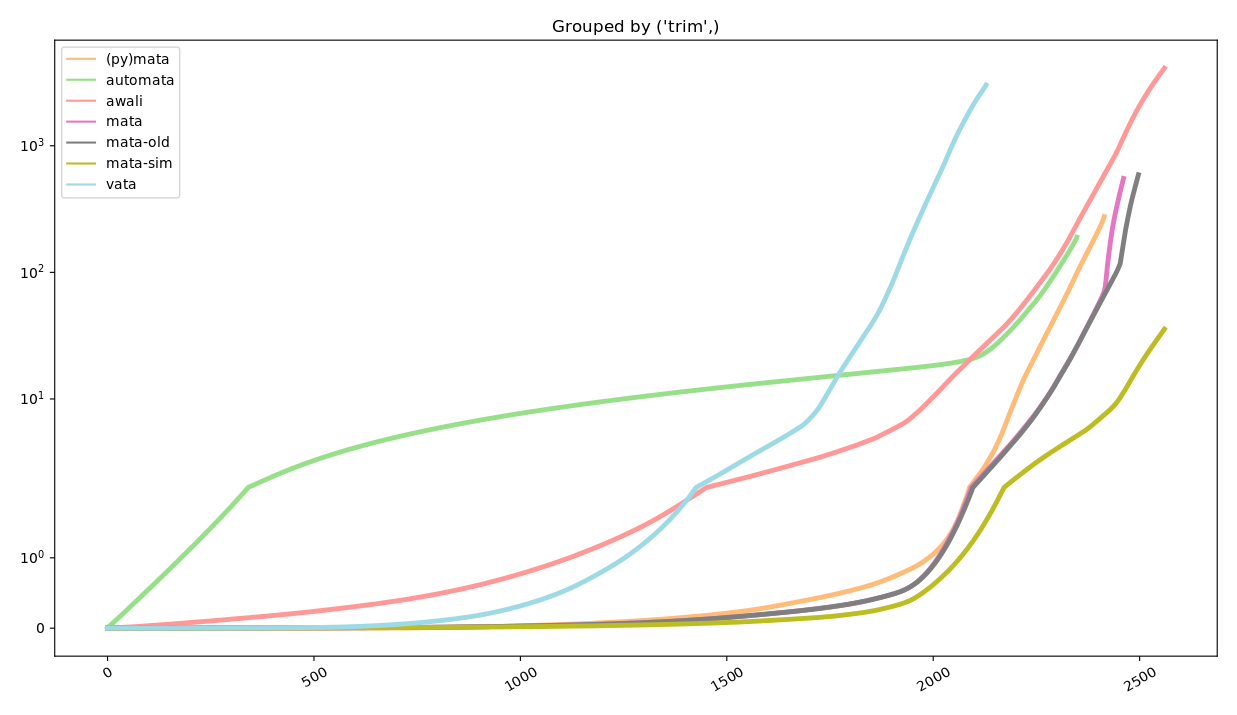 Grouped by ('trim',)
(py)mata
automata
awali
mata
mata-old
mata-sim
vata
10³
10²
10¹
10⁰
0
0
500
1000
1500
2000
2500